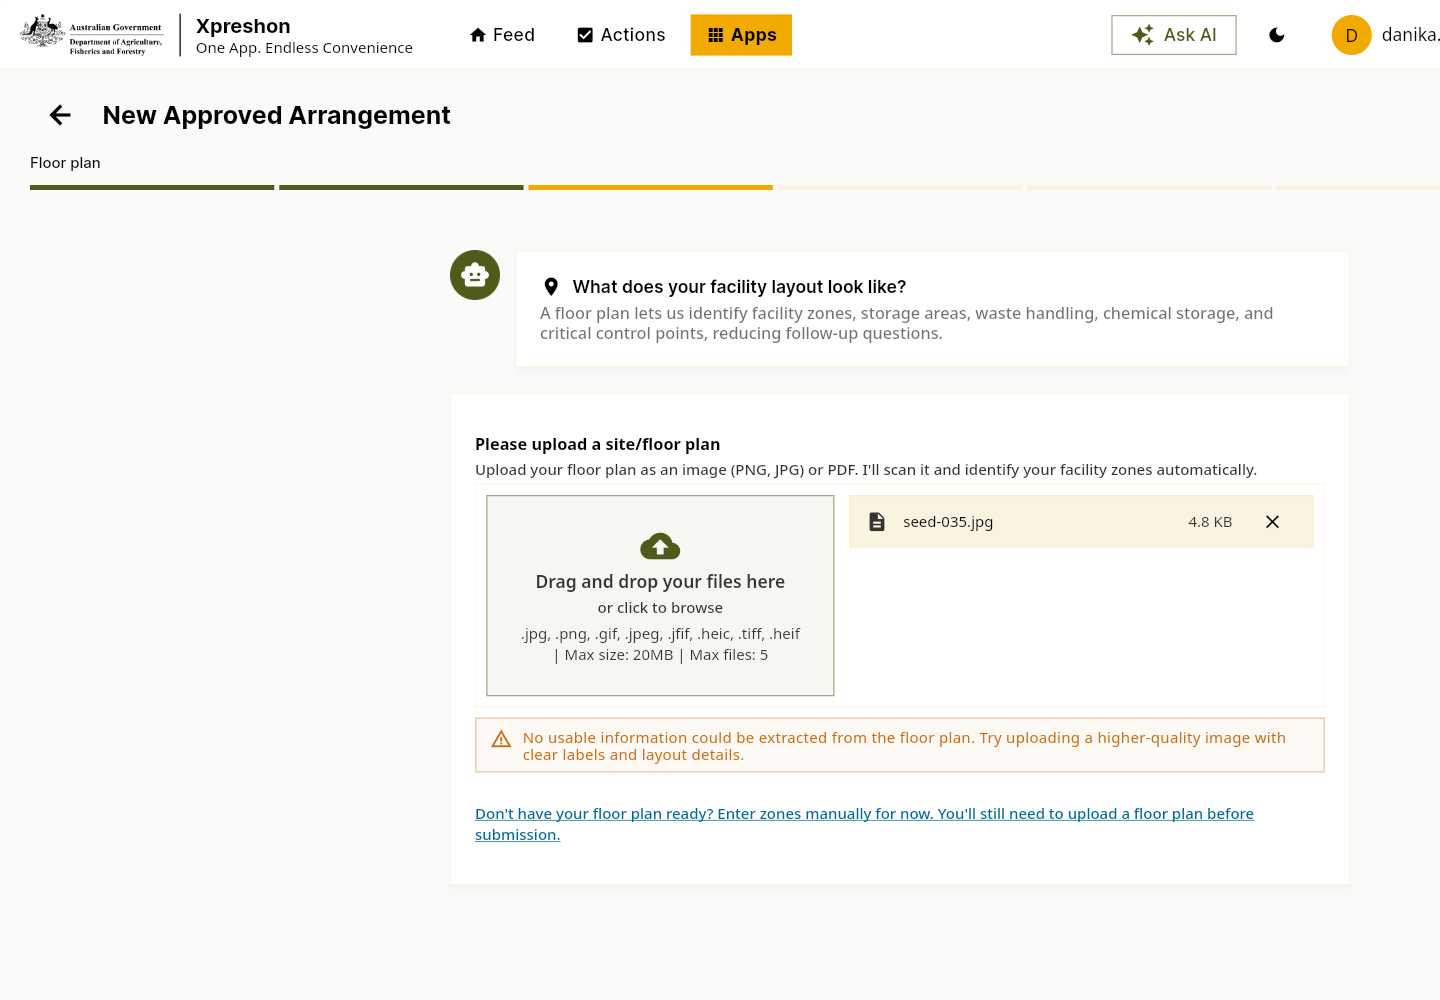 Australian Government
Department of Agriculture,
Fisheries and Forestry
Xpreshon
One App. Endless Convenience
Feed
Actions
Apps
Ask AI
D
danika.
New Approved Arrangement
Floor plan
What does your facility layout look like?
A floor plan lets us identify facility zones, storage areas, waste handling, chemical storage, and
critical control points, reducing follow-up questions.
Please upload a site/floor plan
Upload your floor plan as an image (PNG, JPG) or PDF. I'll scan it and identify your facility zones automatically.
Drag and drop your files here
or click to browse
.jpg, .png, .gif, .jpeg, .jfif, .heic, .tiff, .heif
| Max size: 20MB | Max files: 5
seed-035.jpg
4.8 KB
No usable information could be extracted from the floor plan. Try uploading a higher-quality image with
clear labels and layout details.
Don't have your floor plan ready? Enter zones manually for now. You'll still need to upload a floor plan before
submission.